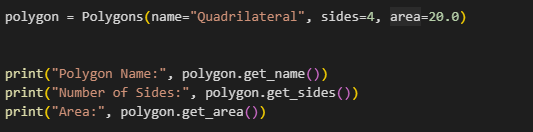 polygon = Polygons(name="Quadrilateral", sides=4, area=20.0)
print("Polygon Name:", polygon.get_name())
print("Number of Sides:", polygon.get_sides())
print("Area:", polygon.get_area())